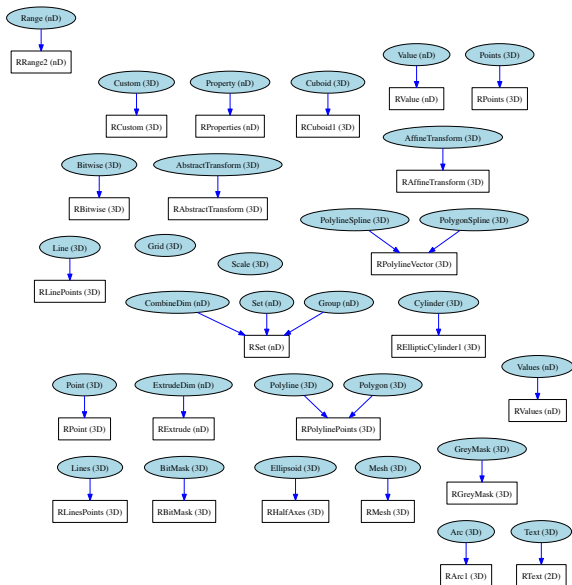 Range (nD)
RRange2 (nD)
Value (nD)
Points (3D)
Custom (3D)
Property (nD)
Cuboid (3D)
RValue (nD)
RPoints (3D)
RCustom (3D)
RProperties (nD)
RCuboid1 (3D)
AffineTransform (3D)
Bitwise (3D)
AbstractTransform (3D)
RAffineTransform (3D)
RBitwise (3D)
RAbstractTransform (3D)
PolylineSpline (3D)
PolygonSpline (3D)
Line (3D)
Grid (3D)
Scale (3D)
RPolylineVector (3D)
RLinePoints (3D)
CombineDim (nD)
Set (nD)
Group (nD)
Cylinder (3D)
RSet (nD)
REllipticCylinder1 (3D)
Values (nD)
Point (3D)
ExtrudeDim (nD)
Polyline (3D)
Polygon (3D)
RValues (nD)
RPoint (3D)
RExtrude (nD)
RPolylinePoints (3D)
GreyMask (3D)
Lines (3D)
BitMask (3D)
Ellipsoid (3D)
Mesh (3D)
RGreyMask (3D)
RLinesPoints (3D)
RBitMask (3D)
RHalfAxes (3D)
RMesh (3D)
Arc (3D)
Text (3D)
RArc1 (3D)
RText (2D)